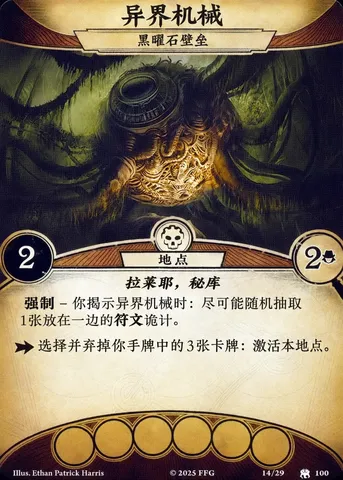 异界机械
黑曜石壁垒
2
地点
2
拉莱耶，秘库
强制 – 你揭示异界机械时：尽可能随机抽取
1张放在一边的符文诡计。
选择并弃掉你手牌中的3张卡牌：激活本地点。
Illus. Ethan Patrick Harris © 2025 FFG 14/29 100